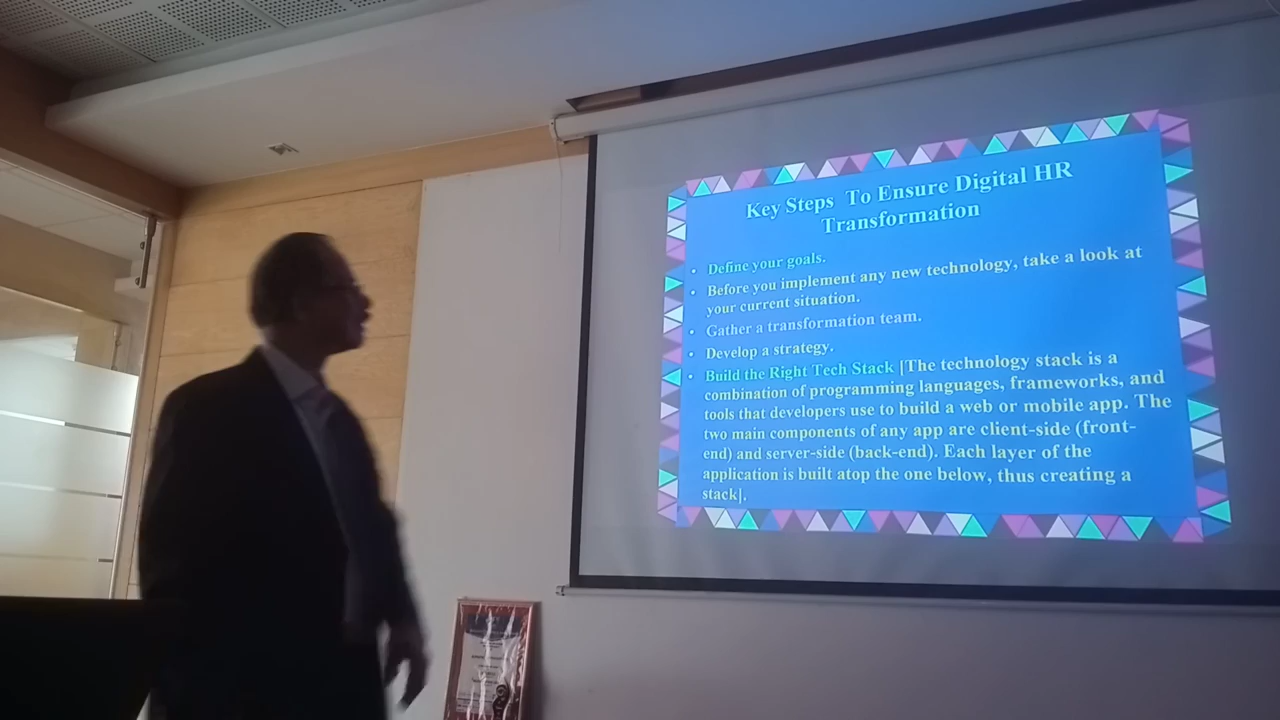 Key Steps To Ensure Digital HR
Transformation
• Define your goals.
• Before you implement any new technology, take a look at
your current situation.
• Gather a transformation team.
• Develop a strategy.
• Build the Right Tech Stack [The technology stack is a
combination of programming languages, frameworks, and
tools that developers use to build a web or mobile app. The
two main components of any app are client-side (front-
end) and server-side (back-end). Each layer of the
application is built atop the one below, thus creating a
stack].